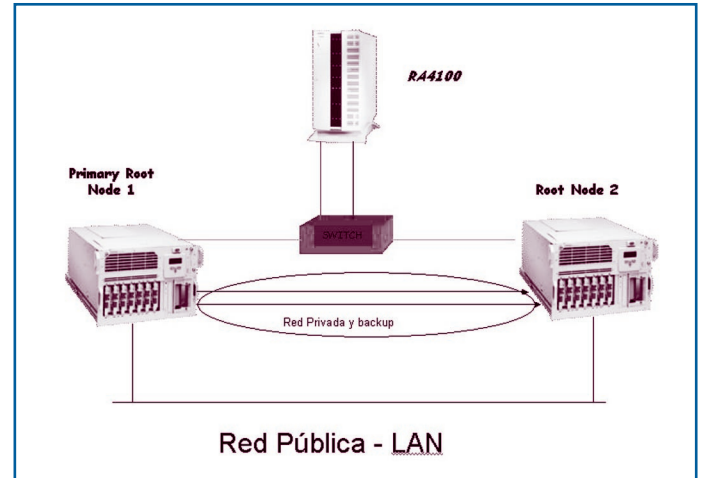 RA4100
Primary Root
Node 1
Root Node 2
SWITCH
Red Privada y backup
Red Pública - LAN